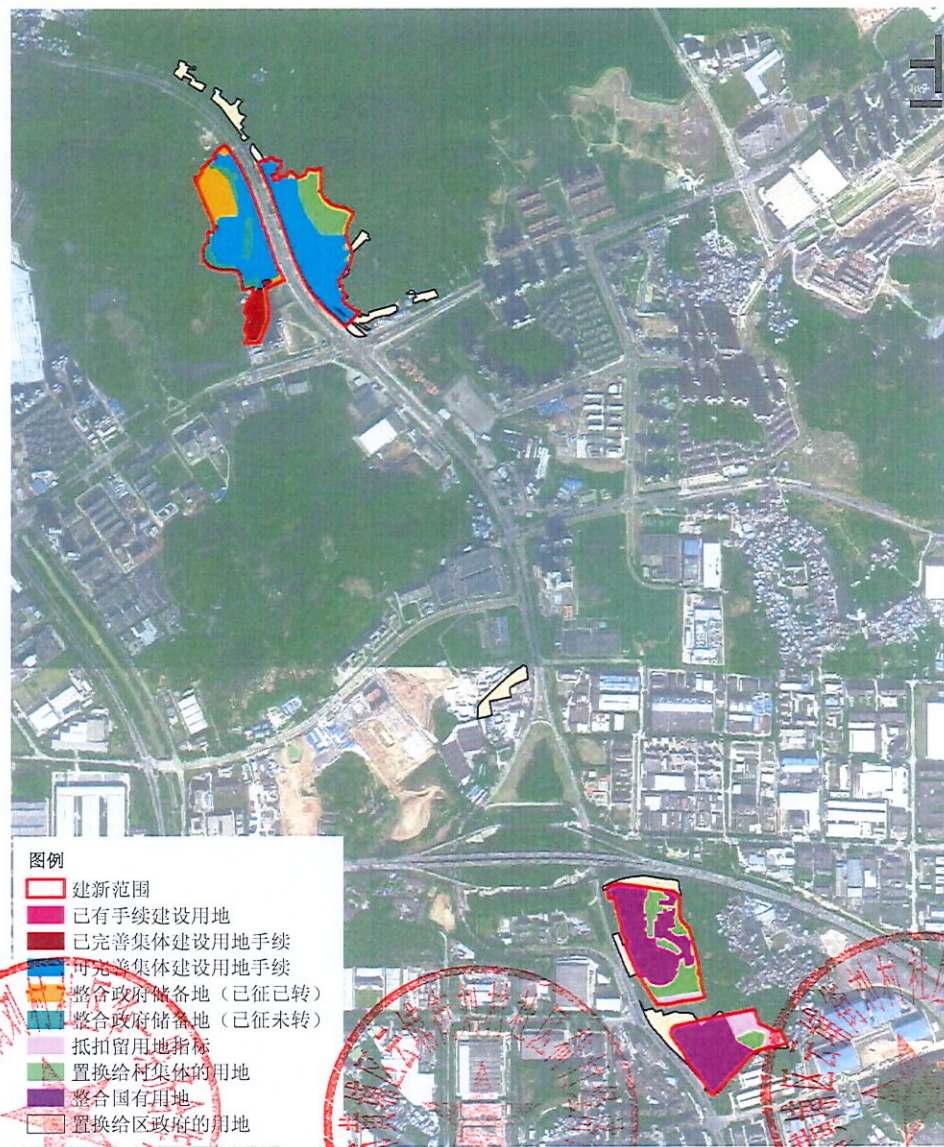 图例
建新范围
已有手续建设用地
已完善集体建设用地手续
可完善集体建设用地手续
整合政府储备地（已征已转）
整合政府储备地（已征未转）
抵扣留用地指标
置换给村集体的用地
整合国有用地
置换给区政府的用地